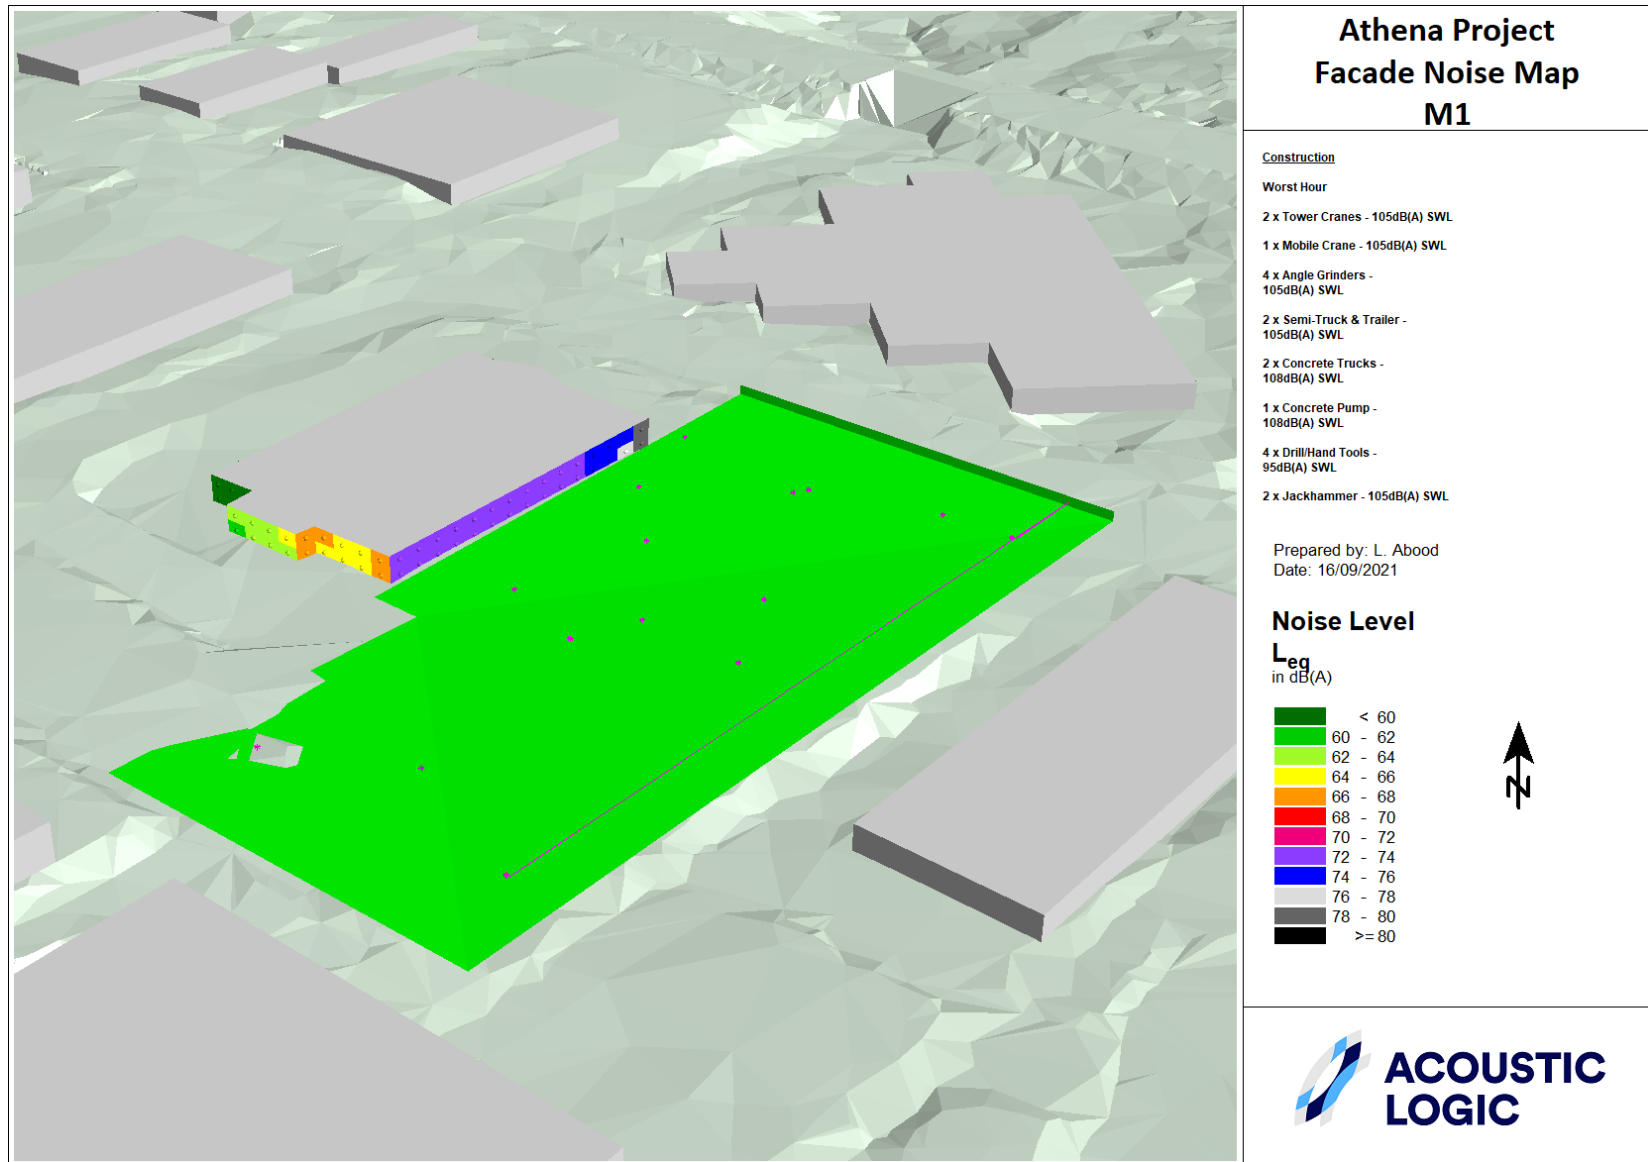 Athena Project
Facade Noise Map
M1
Construction
Worst Hour
2 x Tower Cranes - 105dB(A) SWL
1 x Mobile Crane - 105dB(A) SWL
4 x Angle Grinders -
105dB(A) SWL
2 x Semi-Truck & Trailer -
105dB(A) SWL
2 x Concrete Trucks -
108dB(A) SWL
1 x Concrete Pump -
108dB(A) SWL
4 x Drill/Hand Tools -
95dB(A) SWL
2 x Jackhammer - 105dB(A) SWL
Prepared by: L. Abood
Date: 16/09/2021
Noise Level
Leq
in dB(A)
< 60
60 - 62
62 - 64
64 - 66
66 - 68
68 - 70
70 - 72
72 - 74
74 - 76
76 - 78
78 - 80
>= 80
N
ACOUSTIC
LOGIC